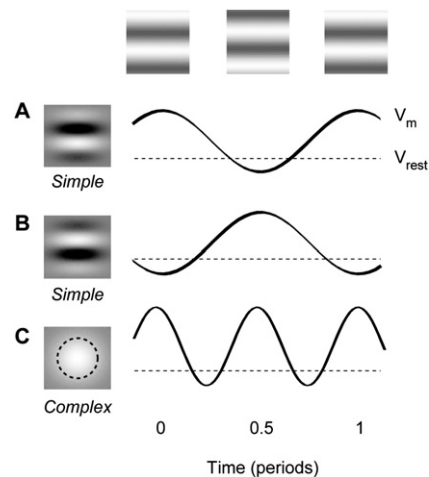 A
V_m
V_rest
Simple
B
Simple
C
Complex
0 0.5 1
Time (periods)